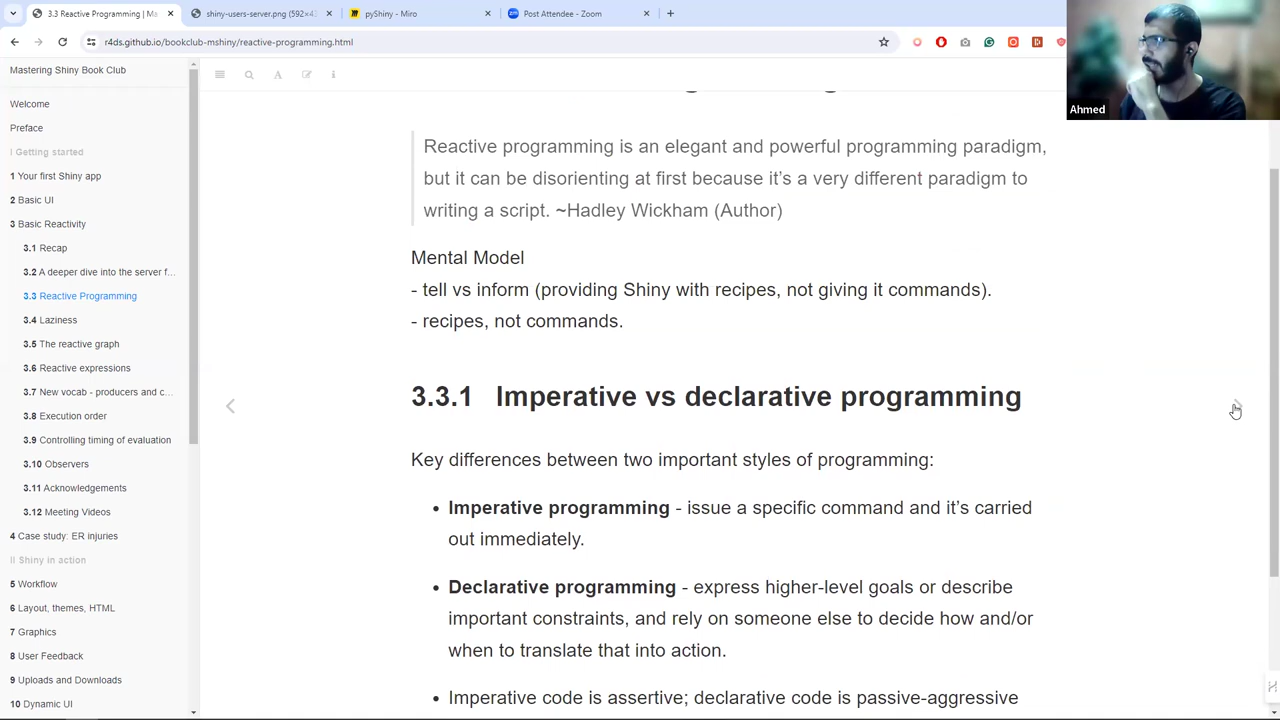 3.3 Reactive Programming | Ma
shiny-users-server.png (592×4
pyShiny - Miro
Post Attendee - Zoom
r4ds.github.io/bookclub-mshiny/reactive-programming.html
Ahmed
Mastering Shiny Book Club
Welcome
Preface
I Getting started
1 Your first Shiny app
2 Basic UI
3 Basic Reactivity
3.1 Recap
3.2 A deeper dive into the server f…
3.3 Reactive Programming
3.4 Laziness
3.5 The reactive graph
3.6 Reactive expressions
3.7 New vocab - producers and c…
3.8 Execution order
3.9 Controlling timing of evaluation
3.10 Observers
3.11 Acknowledgements
3.12 Meeting Videos
4 Case study: ER injuries
II Shiny in action
5 Workflow
6 Layout, themes, HTML
7 Graphics
8 User Feedback
9 Uploads and Downloads
10 Dynamic UI
Reactive programming is an elegant and powerful programming paradigm,
but it can be disorienting at first because it’s a very different paradigm to
writing a script. ~Hadley Wickham (Author)
Mental Model
- tell vs inform (providing Shiny with recipes, not giving it commands).
- recipes, not commands.
3.3.1 Imperative vs declarative programming
Key differences between two important styles of programming:
• Imperative programming - issue a specific command and it’s carried
out immediately.
• Declarative programming - express higher-level goals or describe
important constraints, and rely on someone else to decide how and/or
when to translate that into action.
• Imperative code is assertive; declarative code is passive-aggressive